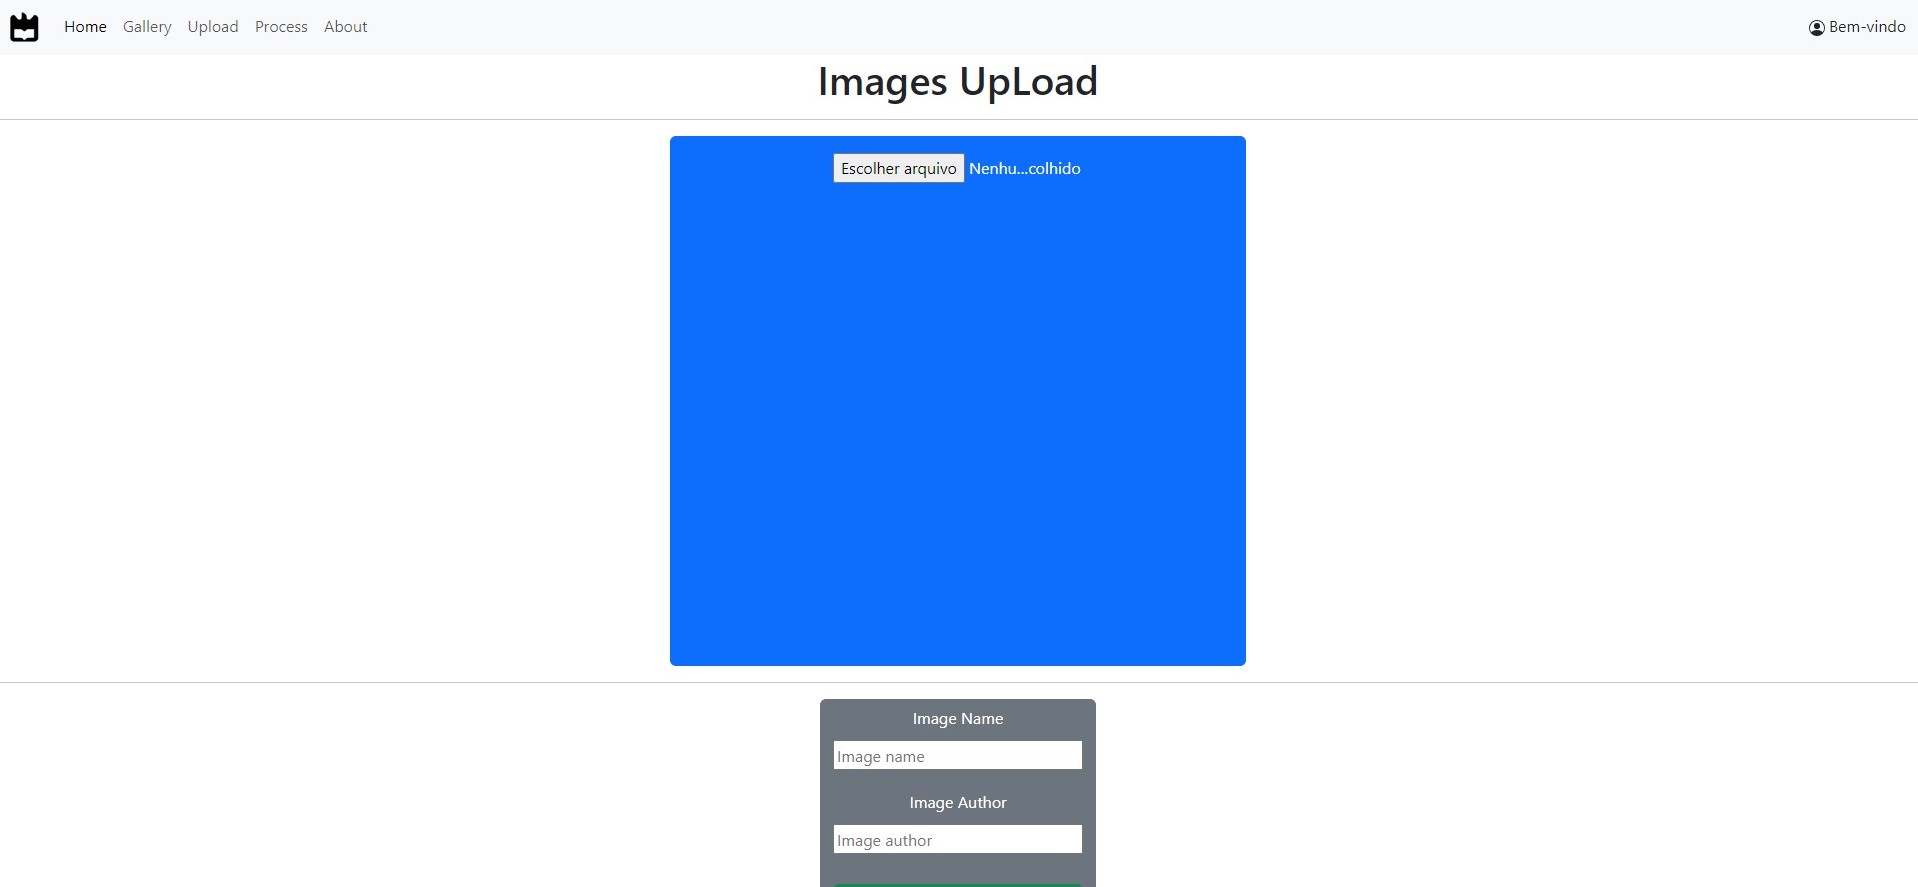 Home Gallery Upload Process About Bem-vindo
Images UpLoad
Escolher arquivo Nenhu...colhido
Image Name
Image name
Image Author
Image author